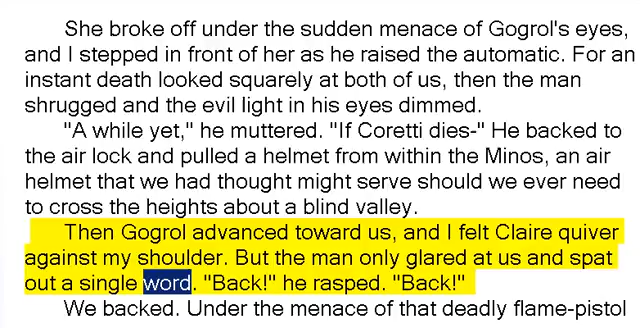 She broke off under the sudden menace of Gogrol's eyes,
and I stepped in front of her as he raised the automatic. For an
instant death looked squarely at both of us, then the man
shrugged and the evil light in his eyes dimmed.
"A while yet," he muttered. "If Coretti dies-" He backed to
the air lock and pulled a helmet from within the Minos, an air
helmet that we had thought might serve should we ever need
to cross the heights about a blind valley.
Then Gogrol advanced toward us, and I felt Claire quiver
against my shoulder. But the man only glared at us and spat
out a single word. "Back!" he rasped. "Back!"
We backed. Under the menace of that deadly flame-pistol